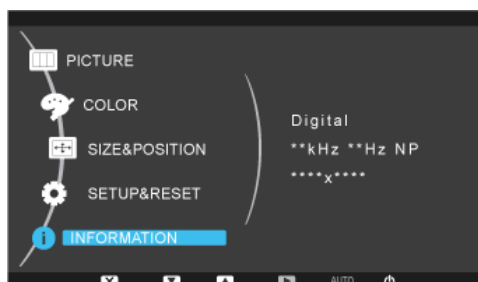 PICTURE
COLOR
SIZE&POSITION
SETUP&RESET
INFORMATION
Digital
**kHz **Hz NP
****x****
AUTO